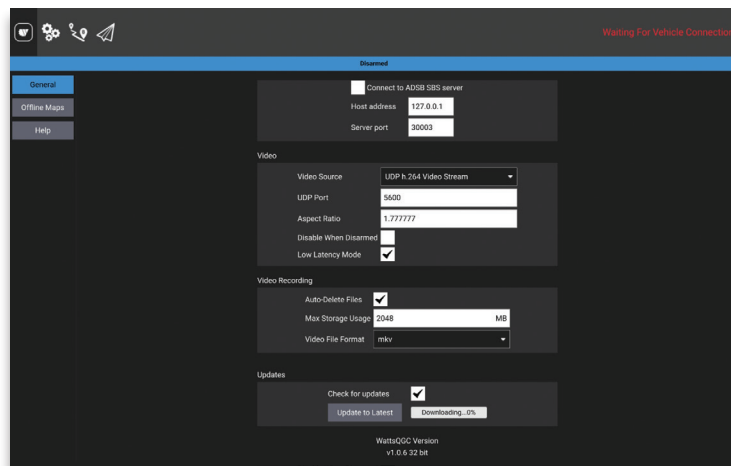 Waiting For Vehicle Connection
Disarmed
General
Offline Maps
Help
Connect to ADSB SBS server
Host address 127.0.0.1
Server port 30003
Video
Video Source UDP h.264 Video Stream
UDP Port 5600
Aspect Ratio 1.777777
Disable When Disarmed
Low Latency Mode
Video Recording
Auto-Delete Files
Max Storage Usage 2048 MB
Video File Format mkv
Updates
Check for updates
Update to Latest Downloading...0%
WattsQGC Version
v1.0.6 32 bit